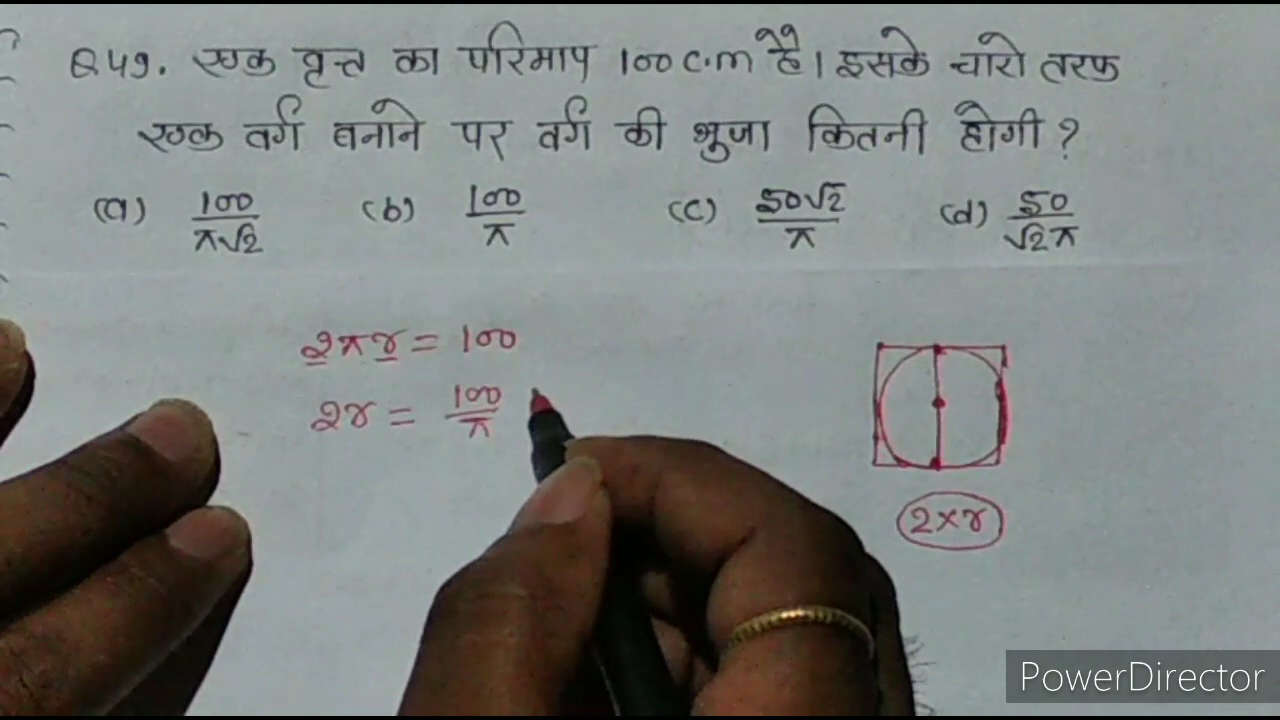 Q49. एक वृत्त का परिमाप 100 c.m है। इसके चारो तरफ
एक वर्ग बनाने पर वर्ग की भुजा कितनी होगी ?
(a) 100/π√2 (b) 100/π (c) 50√2/π (d) 50/√2π
2πr = 100
2r = 100/π
2×r
PowerDirector